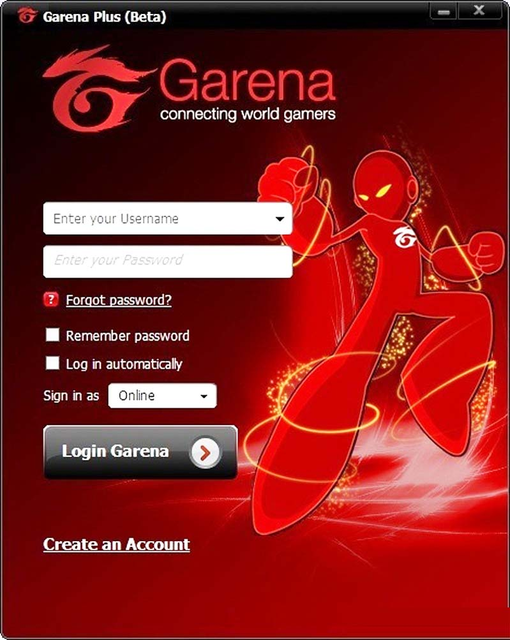 Garena Plus (Beta)
Garena
connecting world gamers
Enter your Username
Enter your Password
? Forgot password?
Remember password
Log in automatically
Sign in as Online
Login Garena
Create an Account